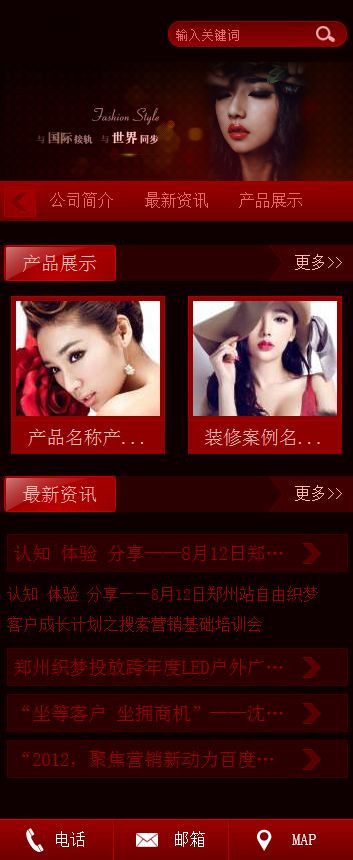 输入关键词
Fashion Style
与 国际 接轨 与 世界 同步
公司简介 最新资讯 产品展示
产品展示 更多>>
产品名称产... 装修案例名...
最新资讯 更多>>
认知 体验 分享——8月12日郑…
认知 体验 分享——8月12日郑州站自由织梦
客户成长计划之搜索营销基础培训会
郑州织梦投放跨年度LED户外广…
“坐等客户 坐拥商机”——沈…
“2012，聚焦营销新动力百度…
电话 邮箱 MAP